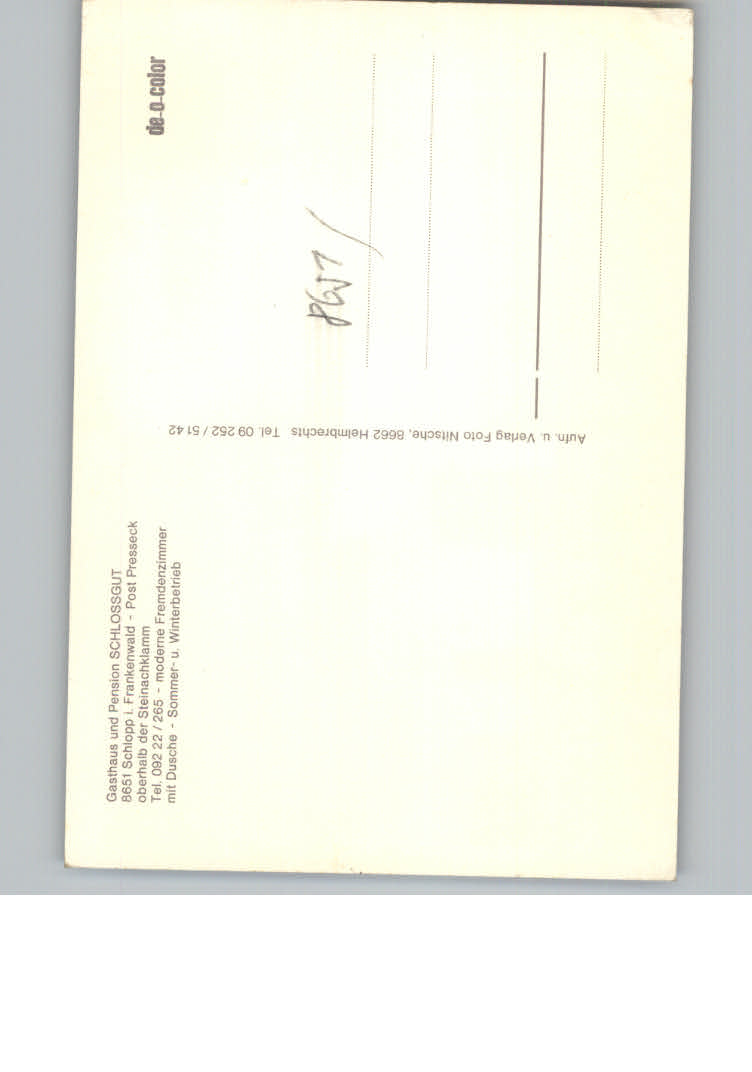 Gasthaus und Pension SCHLOSSGUT
8651 Schlopp i. Frankenwald - Post Presseck
oberhalb der Steinachklamm
Tel. 092 22 / 265 - moderne Fremdenzimmer
mit Dusche - Sommer- u. Winterbetrieb
de-o-color
Aufn. u. Verlag Foto Nitsche, 8662 Helmbrechts Tel. 09 252 / 51 42
8651 /